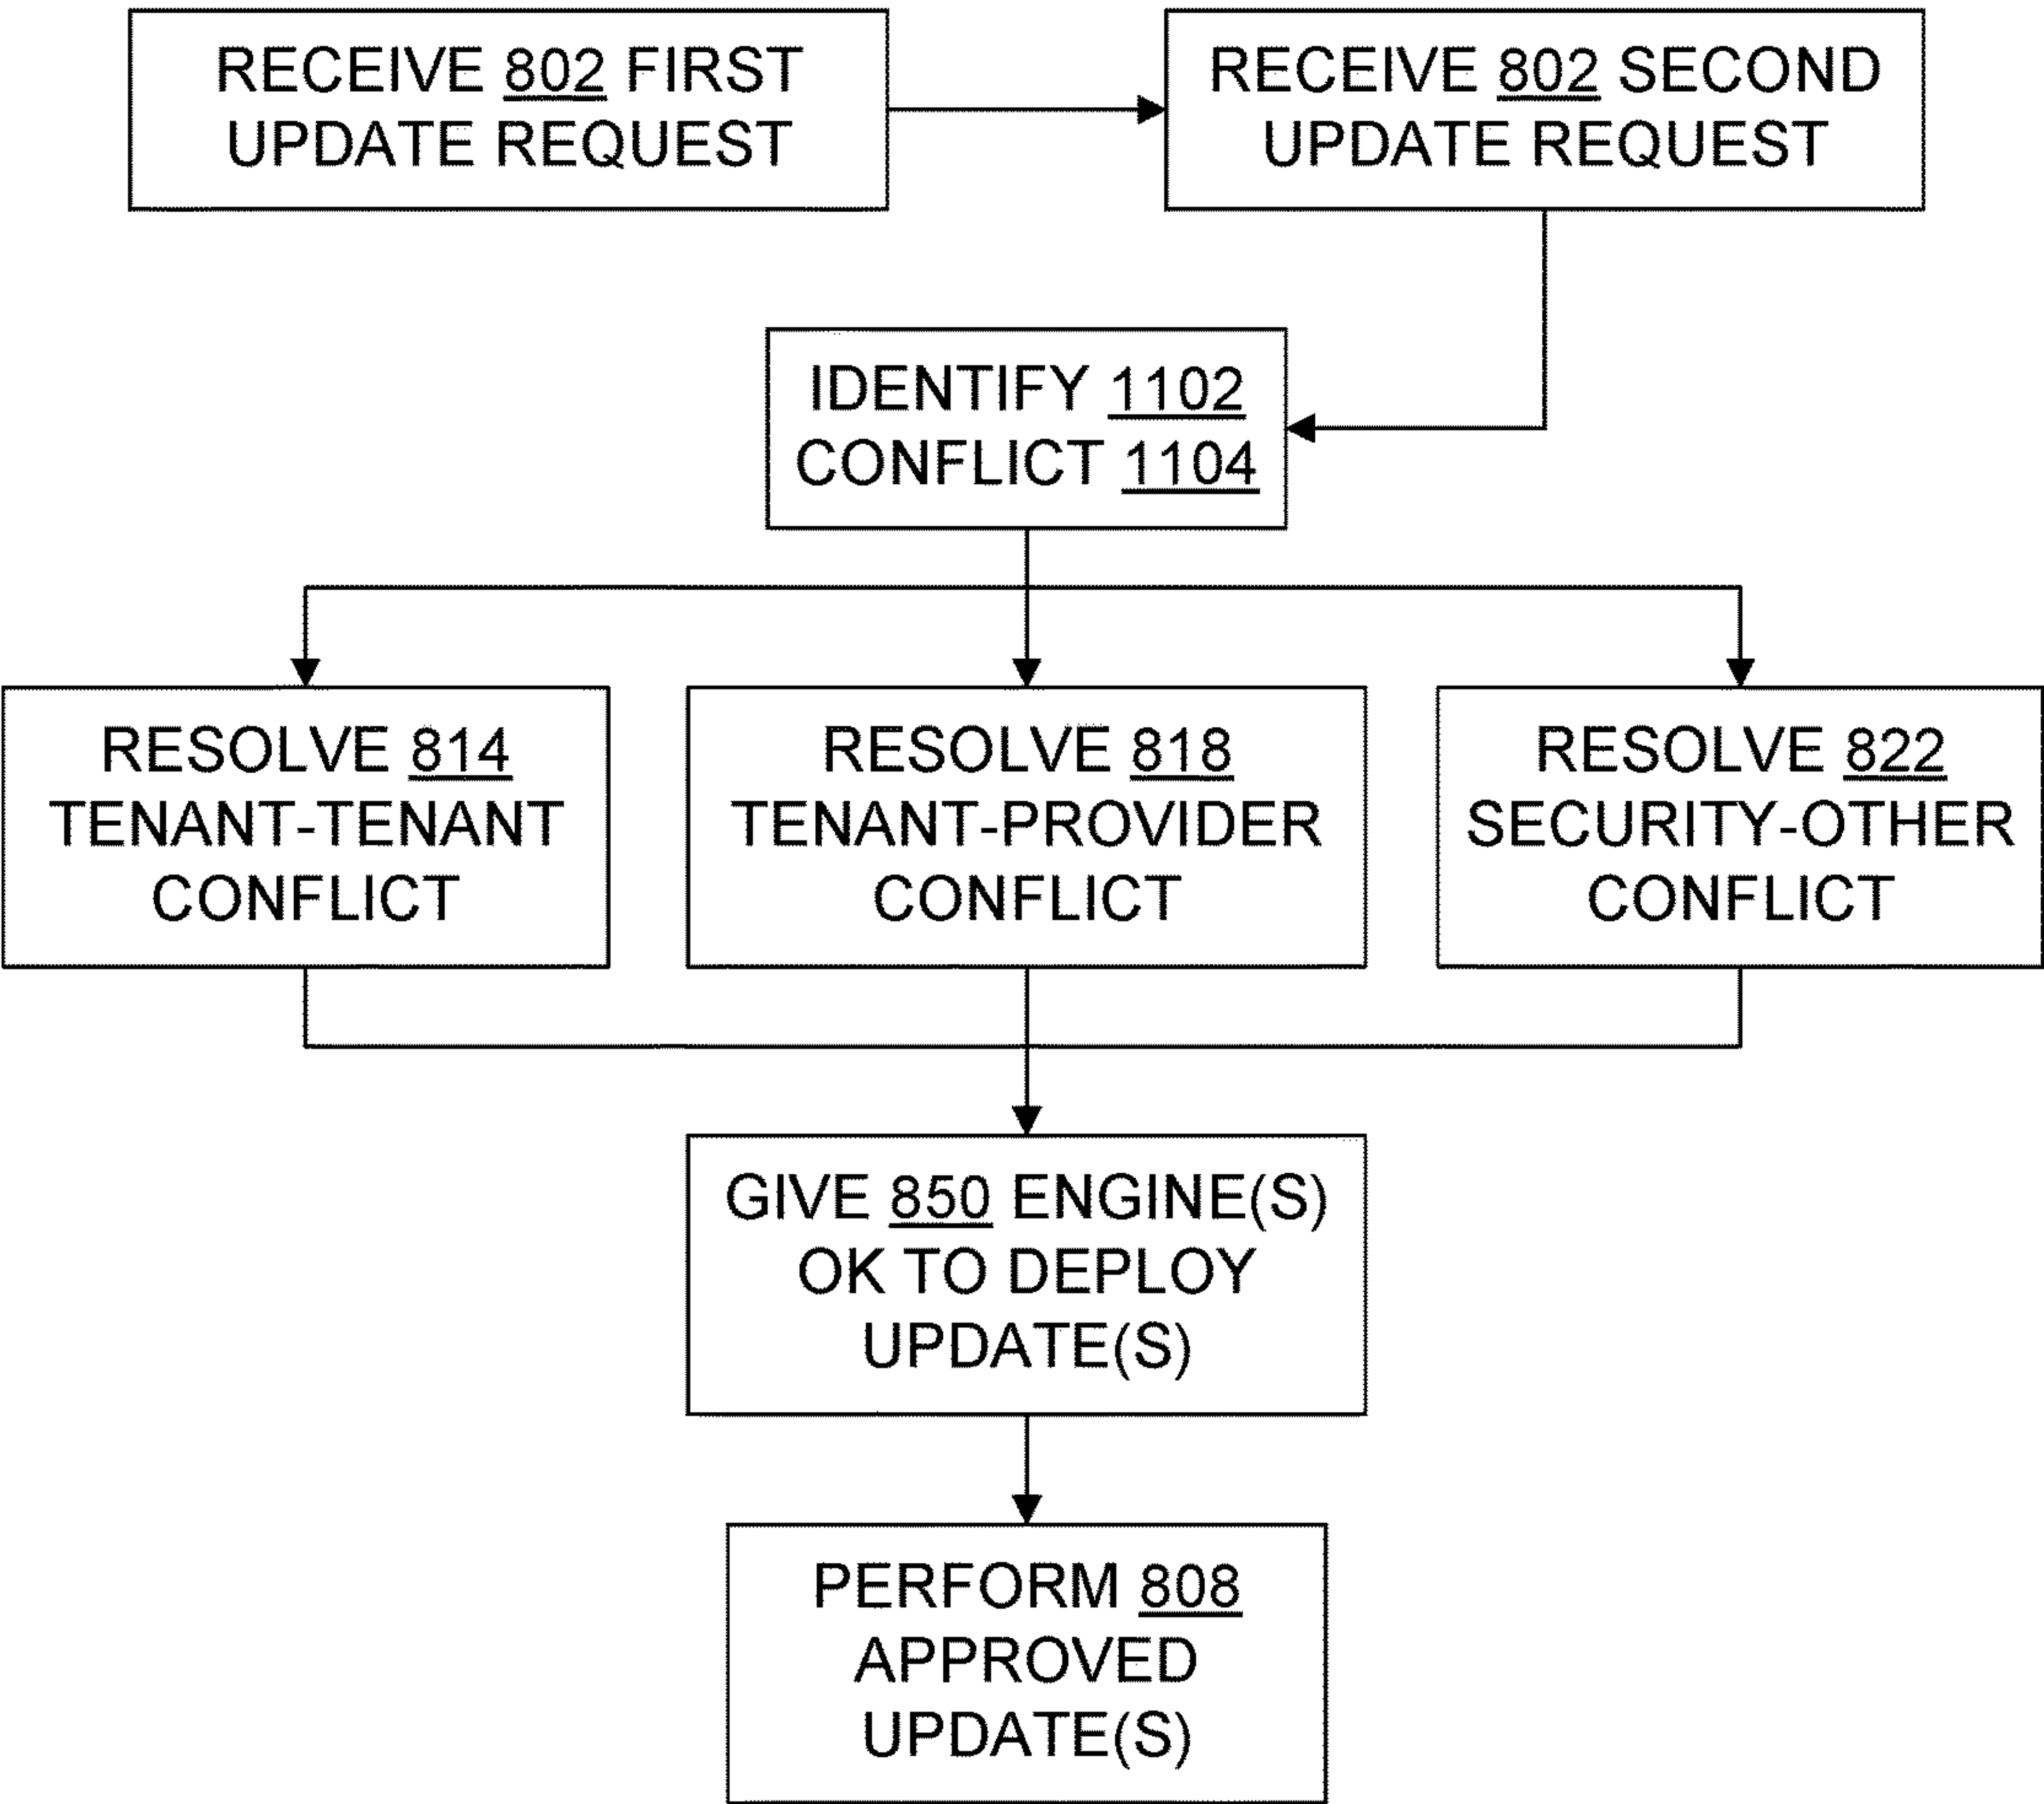 RECEIVE 802 FIRST
UPDATE REQUEST
RECEIVE 802 SECOND
UPDATE REQUEST
IDENTIFY 1102
CONFLICT 1104
RESOLVE 814
TENANT-TENANT
CONFLICT
RESOLVE 818
TENANT-PROVIDER
CONFLICT
RESOLVE 822
SECURITY-OTHER
CONFLICT
GIVE 850 ENGINE(S)
OK TO DEPLOY
UPDATE(S)
PERFORM 808
APPROVED
UPDATE(S)